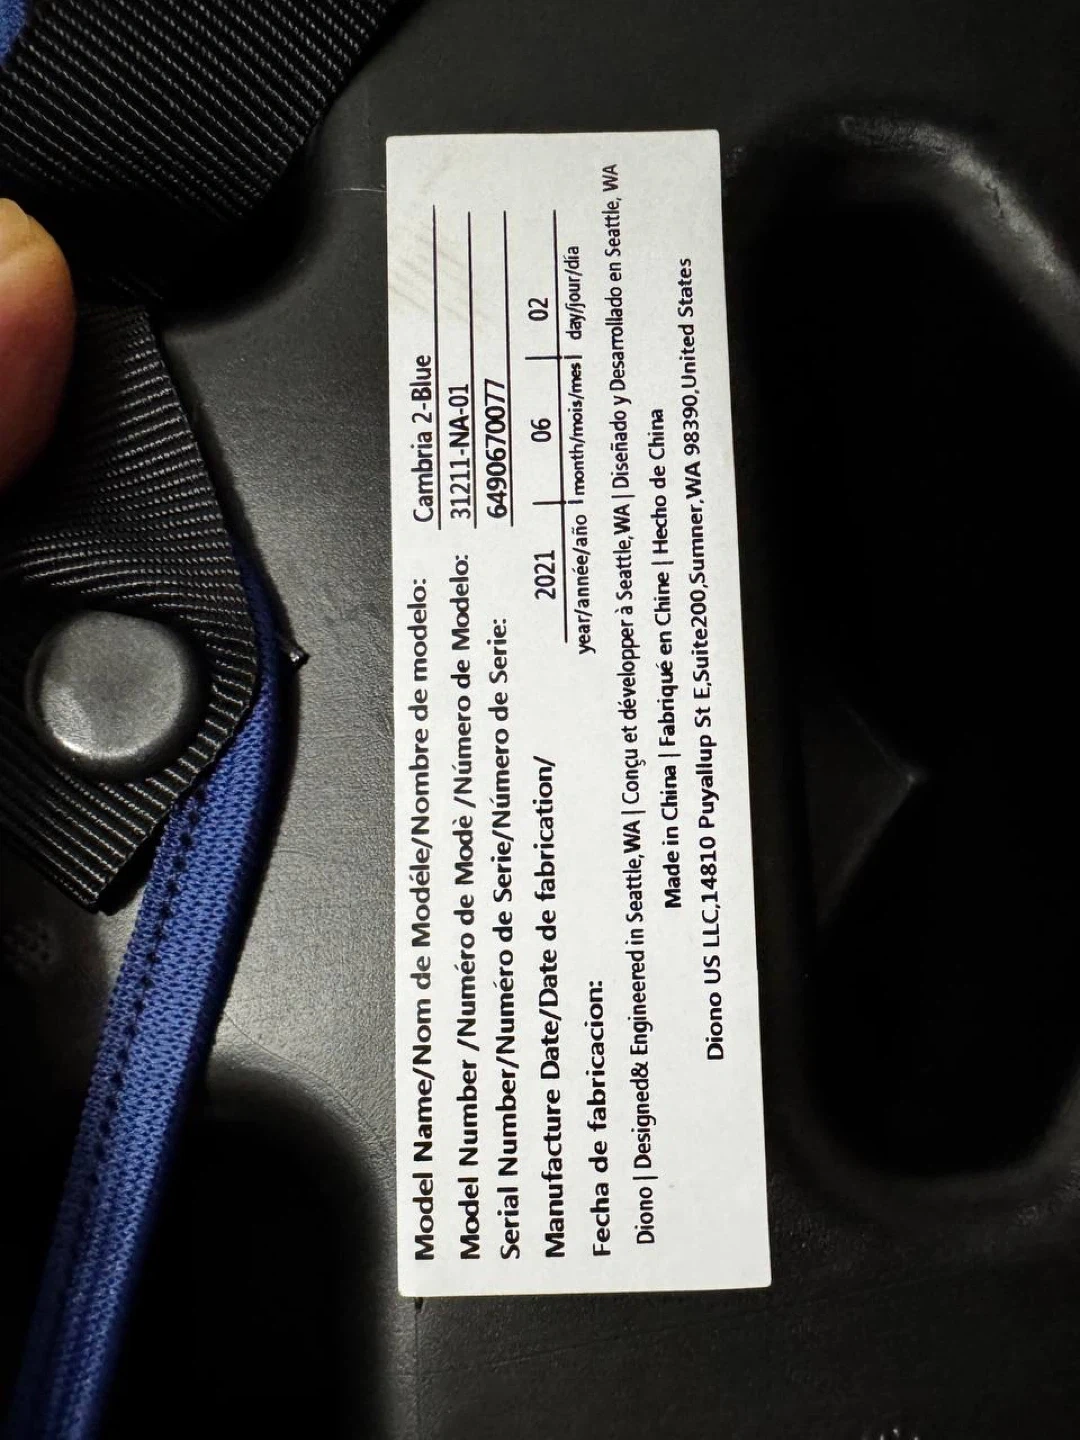 Model Name/Nom de Modéle/Nombre de modelo: Cambria 2-Blue
Model Number /Numéro de Modè /Número de Modelo: 31211-NA-01
Serial Number/Numéro de Serie/Número de Serie: 6490670077
Manufacture Date/Date de fabrication/ 2021 | 06 | 02
Fecha de fabricacion: year/année/año | month/mois/mes | day/jour/día
Diono | Designed& Engineered in Seattle,WA | Conçu et développer à Seattle,WA | Diseñado y Desarrollado en Seattle, WA
Made in China | Fabriqué en Chine | Hecho de China
Diono US LLC,14810 Puyallup St E,Suite200,Sumner,WA 98390,United States